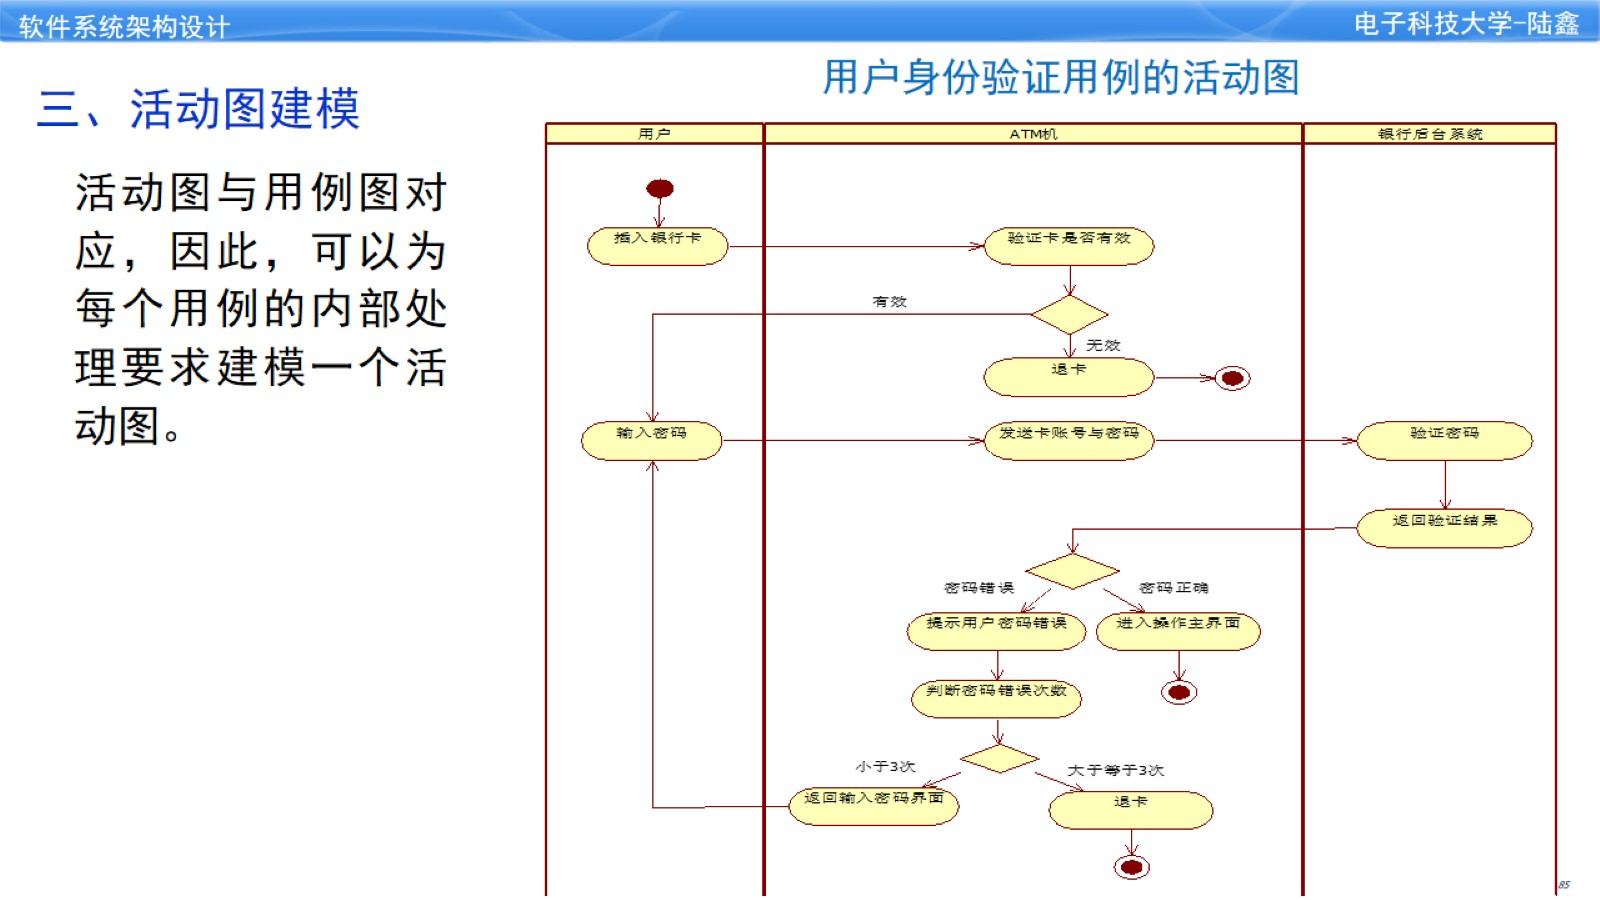 软件系统架构设计
电子科技大学-陆鑫
三、活动图建模
活动图与用例图对
应，因此，可以为
每个用例的内部处
理要求建模一个活
动图。
用户身份验证用例的活动图
用户
ATM机
银行后台系统
插入银行卡
验证卡是否有效
有效
无效
退卡
输入密码
发送卡账号与密码
验证密码
返回验证结果
密码错误
密码正确
提示用户密码错误
进入操作主界面
判断密码错误次数
小于3次
大于等于3次
返回输入密码界面
退卡
85